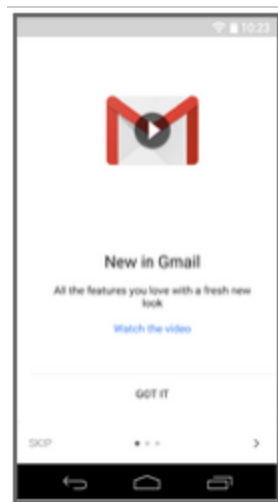 10:23
New in Gmail
All the features you love with a fresh new
look
Watch the video
GOT IT
SKIP